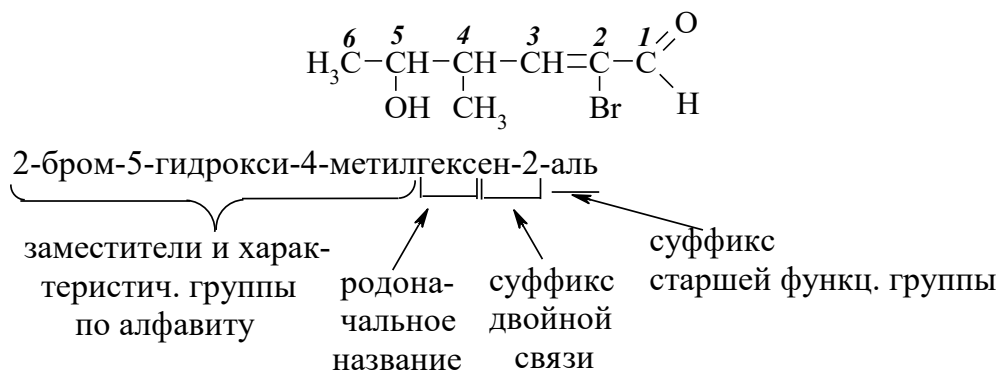 6 5 4 3 2 1 O
H3C–CH–CH–CH=C–C
OH CH3 Br H
2-бром-5-гидрокси-4-метилгексен-2-аль
заместители и харак-
теристич. группы
по алфавиту
родона-
чальное
название
суффикс
двойной
связи
суффикс
старшей функц. группы